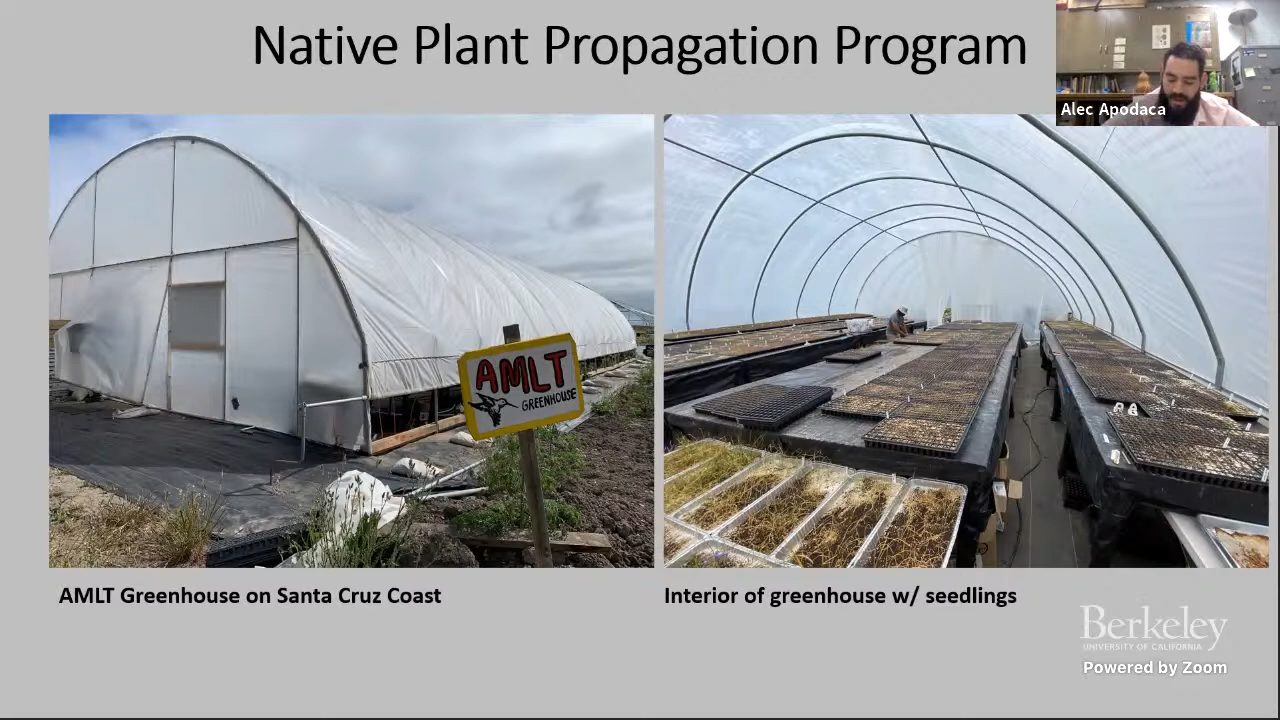 Native Plant Propagation Program
Alec Apodaca
AMLT
GREENHOUSE
AMLT Greenhouse on Santa Cruz Coast
Interior of greenhouse w/ seedlings
Berkeley
UNIVERSITY OF CALIFORNIA
Powered by Zoom